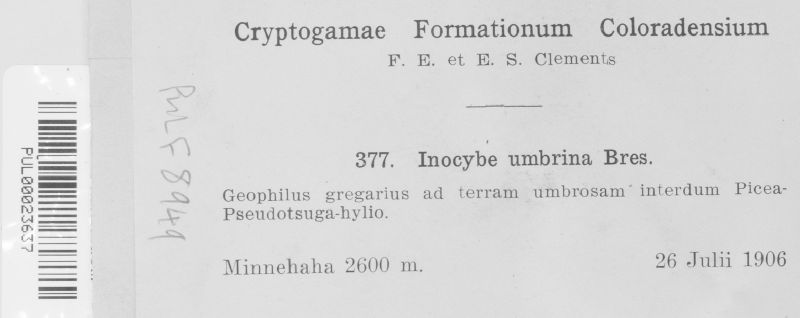 Cryptogamae Formationum Coloradensium
F. E. et E. S. Clements
377. Inocybe umbrina Bres.
Geophilus gregarius ad terram umbrosam interdum Picea-
Pseudotsuga-hylio.
Minnehaha 2600 m.
26 Julii 1906
PUL F 8949
PUL00023637